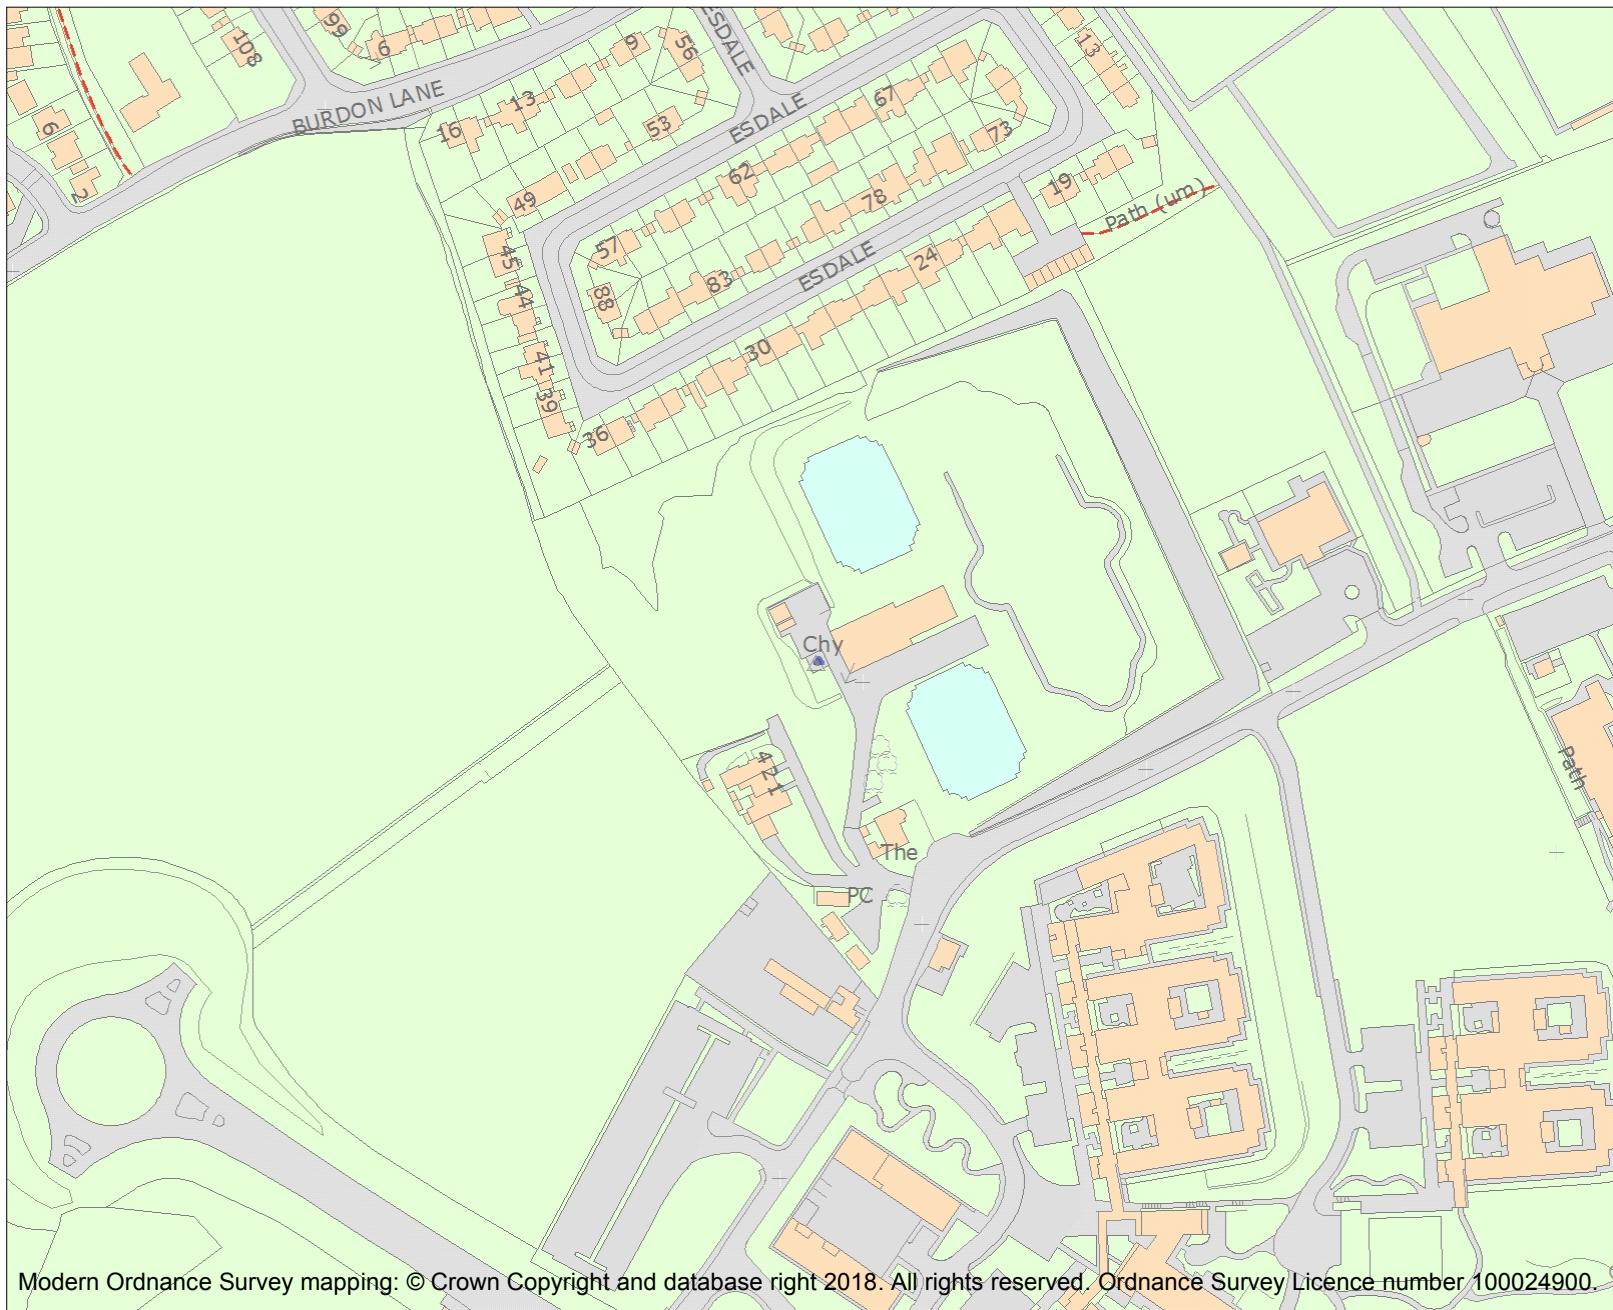 99
6
108
9
56
ESDALE
13
BURDON LANE
13
16
53
67
ESDALE
73
6
2
62
19
49
78
Path (um)
57
45
24
ESDALE
44
83
88
30
41
39
36
Chy
4 2 1
The
PC
Path
Modern Ordnance Survey mapping: © Crown Copyright and database right 2018. All rights reserved. Ordnance Survey Licence number 100024900.